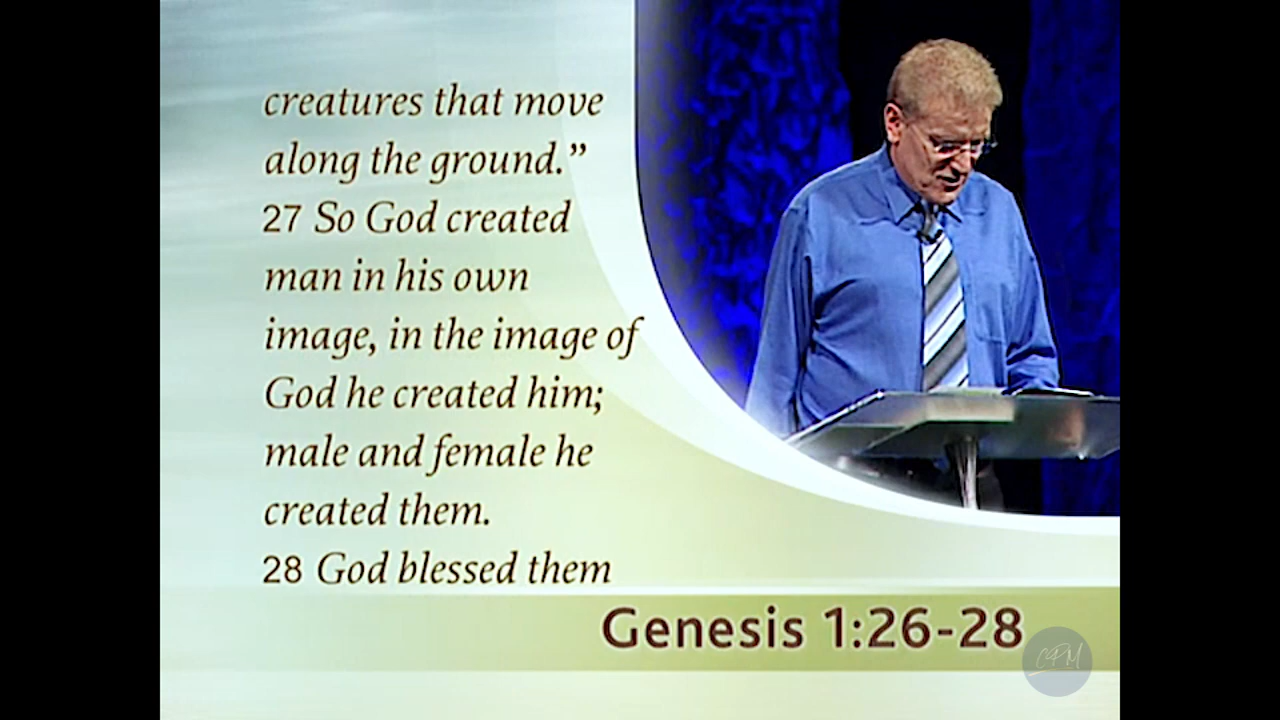 creatures that move
along the ground.”
27 So God created
man in his own
image, in the image of
God he created him;
male and female he
created them.
28 God blessed them
Genesis 1:26-28
CPM